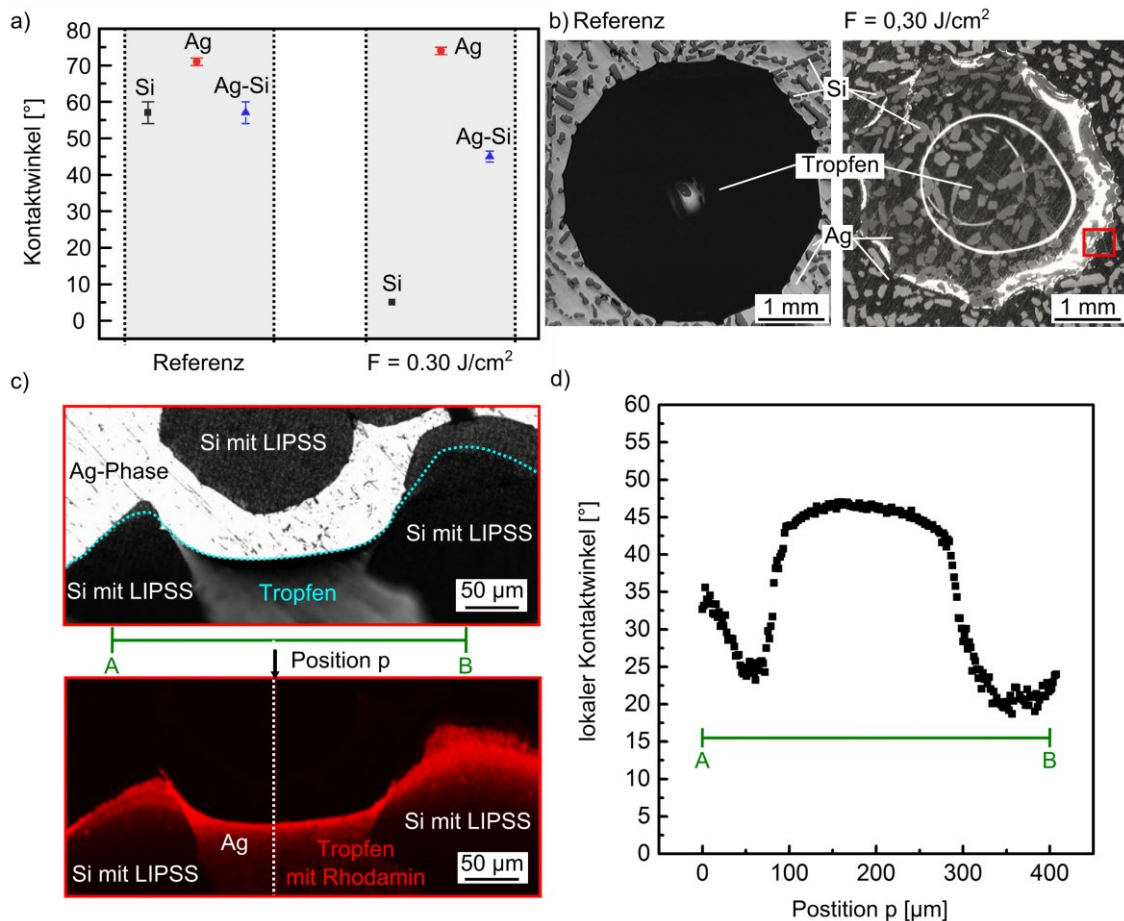 a)
80
70
60
50
40
30
20
10
0
Kontaktwinkel [°]
Si
Ag
Ag-Si
Ag
Ag-Si
Si
Referenz
F = 0.30 J/cm²
b) Referenz
F = 0,30 J/cm²
Si
Tropfen
Ag
1 mm
1 mm
c)
Si mit LIPSS
Ag-Phase
Si mit LIPSS
Si mit LIPSS
Tropfen
50 µm
A
Position p
B
Si mit LIPSS
Ag
Tropfen
mit Rhodamin
Si mit LIPSS
50 µm
d)
60
55
50
45
40
35
30
25
20
15
10
5
0
lokaler Kontaktwinkel [°]
A
B
0
100
200
300
400
Postition p [µm]